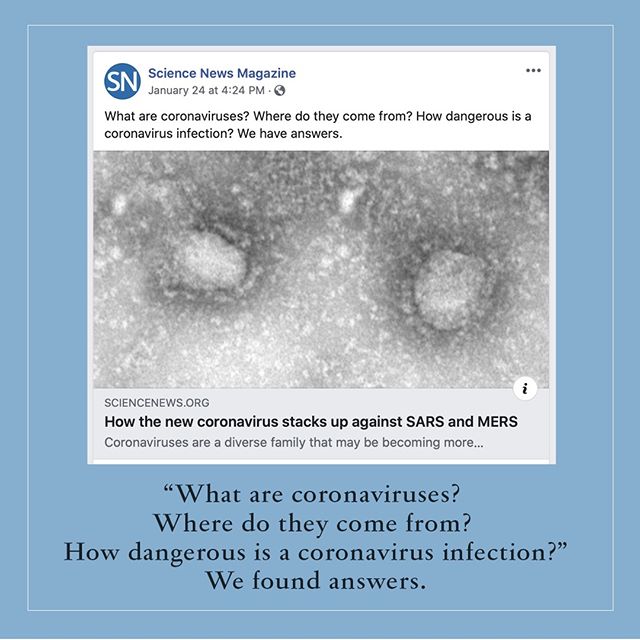 SN
Science News Magazine
January 24 at 4:24 PM ·
What are coronaviruses? Where do they come from? How dangerous is a
coronavirus infection? We have answers.
i
SCIENCENEWS.ORG
How the new coronavirus stacks up against SARS and MERS
Coronaviruses are a diverse family that may be becoming more...
“What are coronaviruses?
Where do they come from?
How dangerous is a coronavirus infection?”
We found answers.